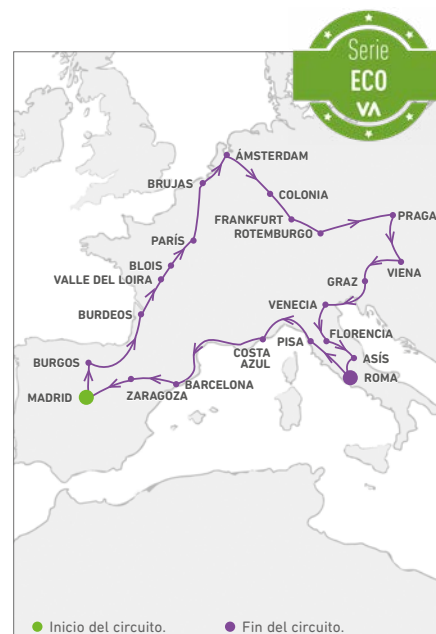 Serie
ECO
VA
ÁMSTERDAM
BRUJAS
COLONIA
FRANKFURT
ROTEMBURGO
PRAGA
PARÍS
VIENA
BLOIS
VALLE DEL LOIRA
GRAZ
VENECIA
BURDEOS
FLORENCIA
PISA
COSTA
AZUL
ASÍS
BURGOS
ROMA
BARCELONA
MADRID
ZARAGOZA
Inicio del circuito.
Fin del circuito.